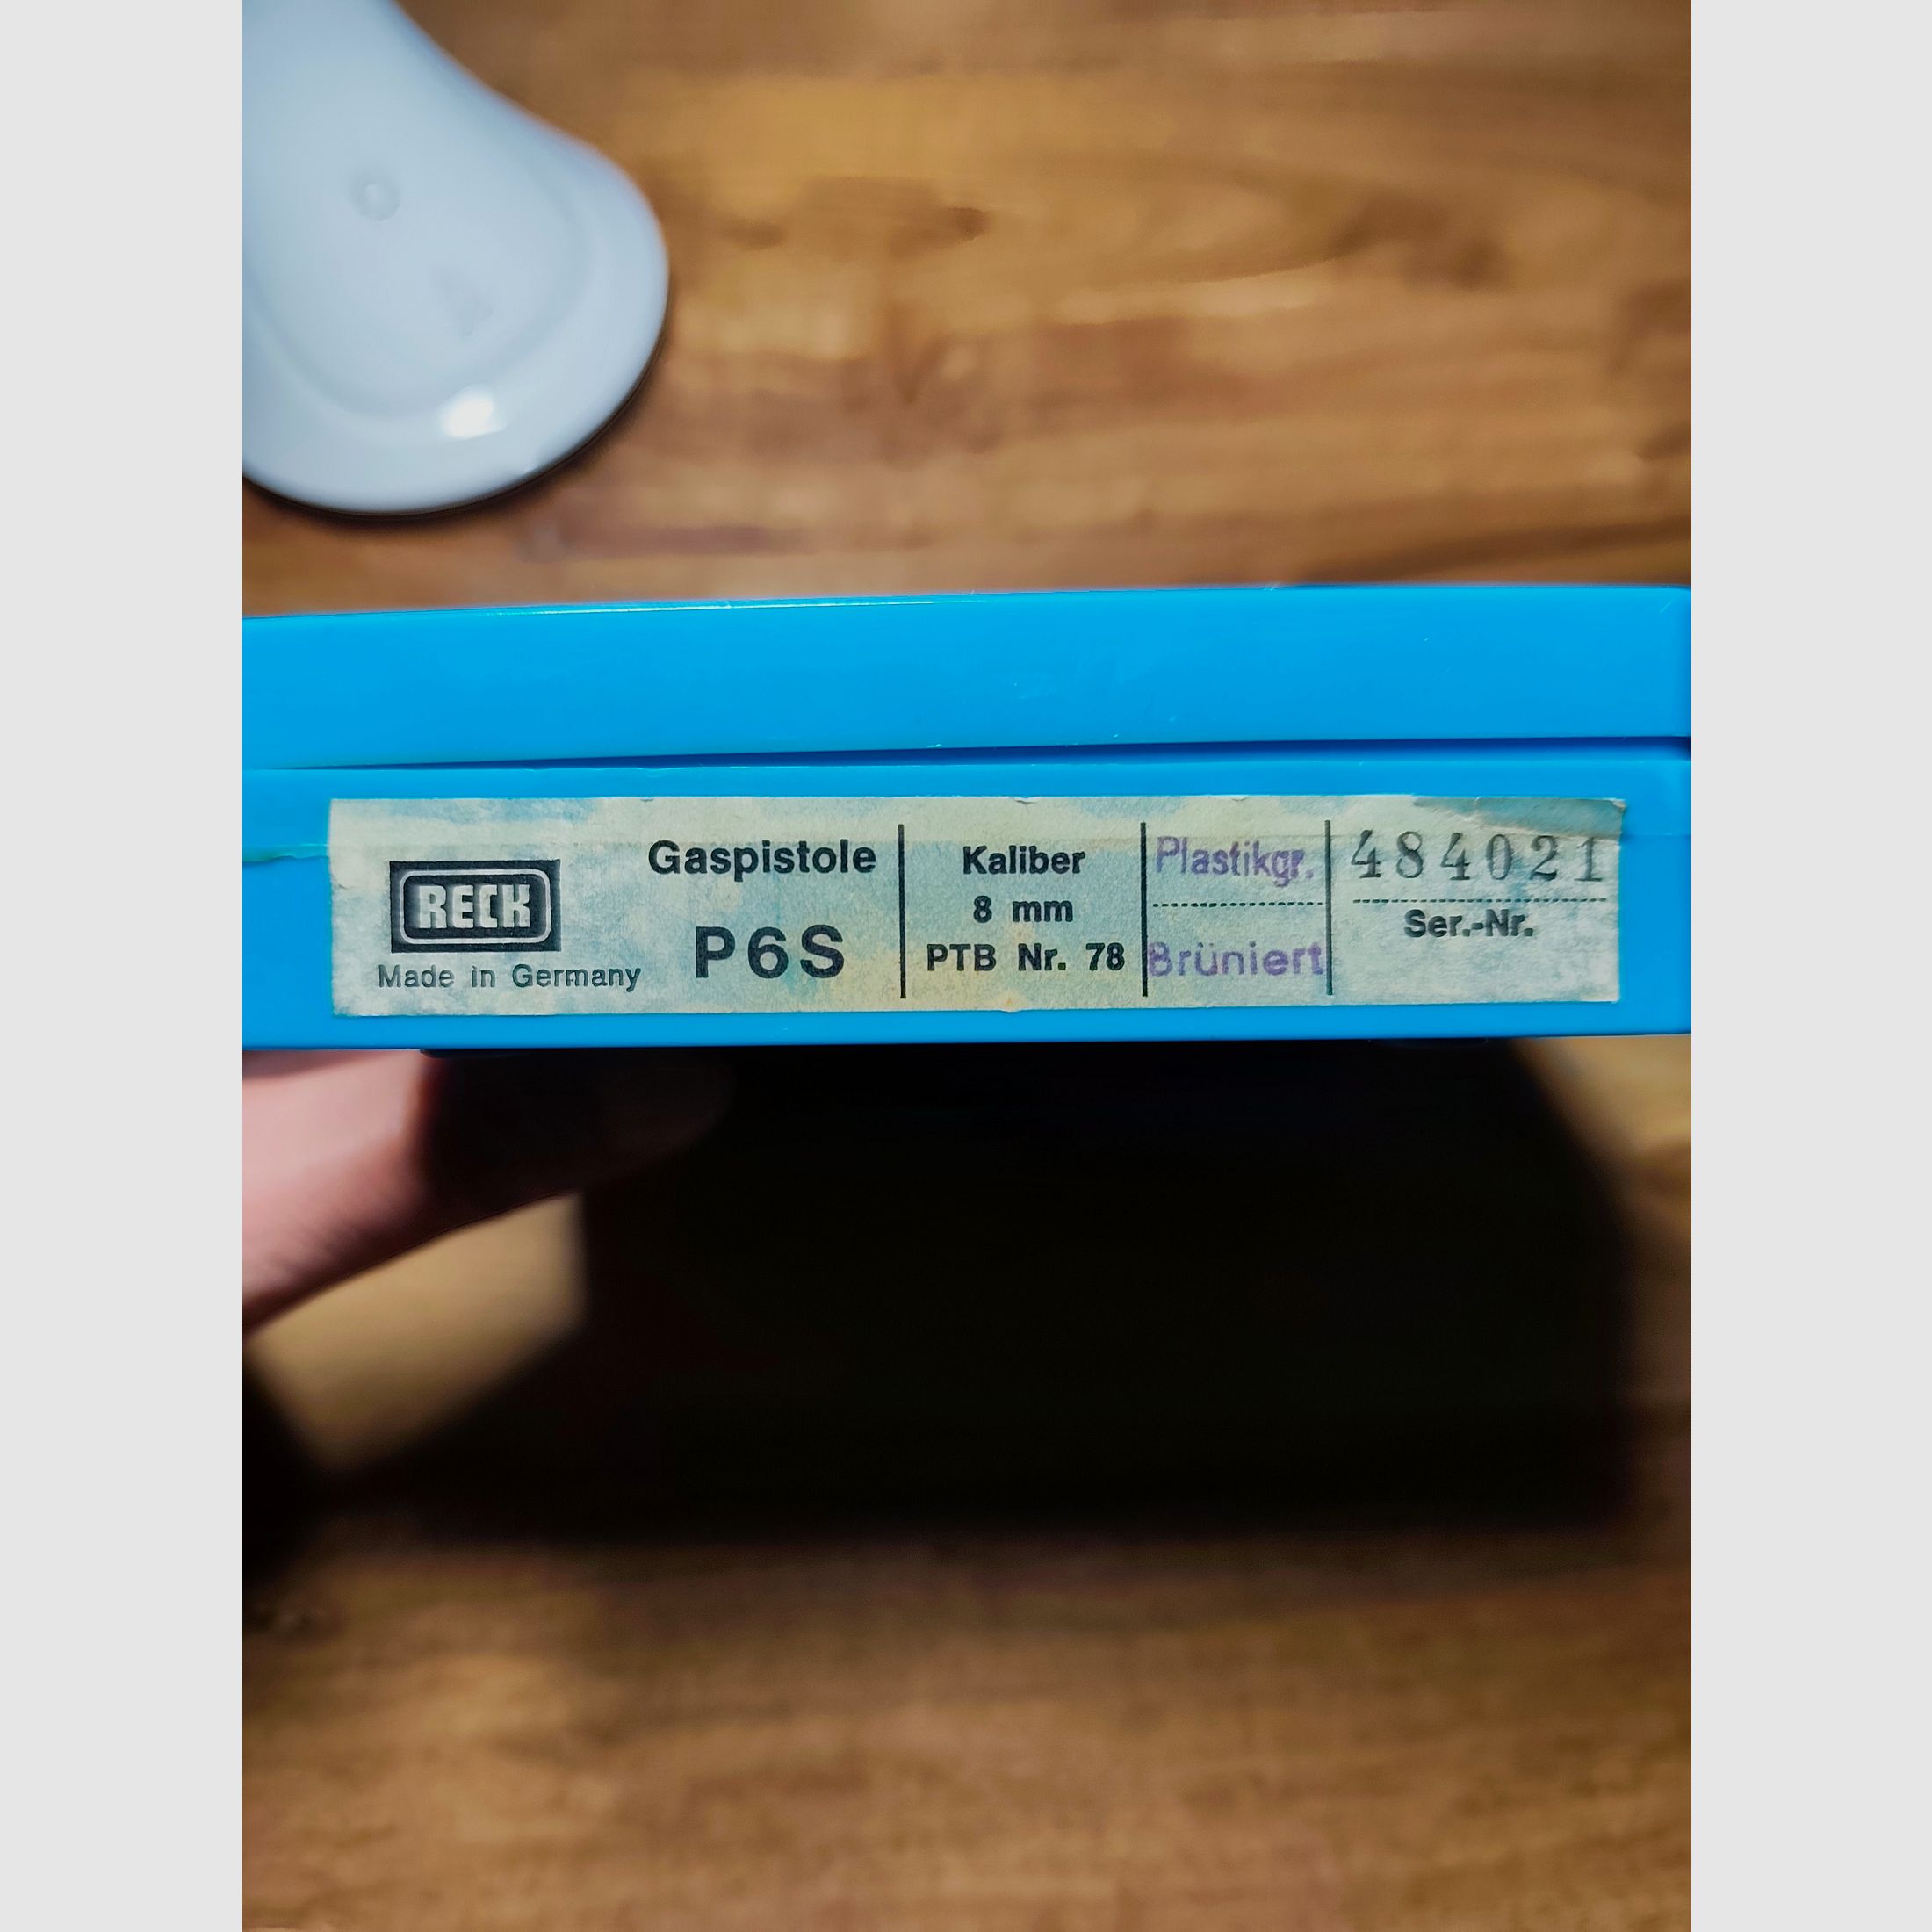 RECK
Made in Germany
Gaspistole
P6S
Kaliber
8 mm
PTB Nr. 78
Plastikgr.
Brüniert
484021
Ser.-Nr.